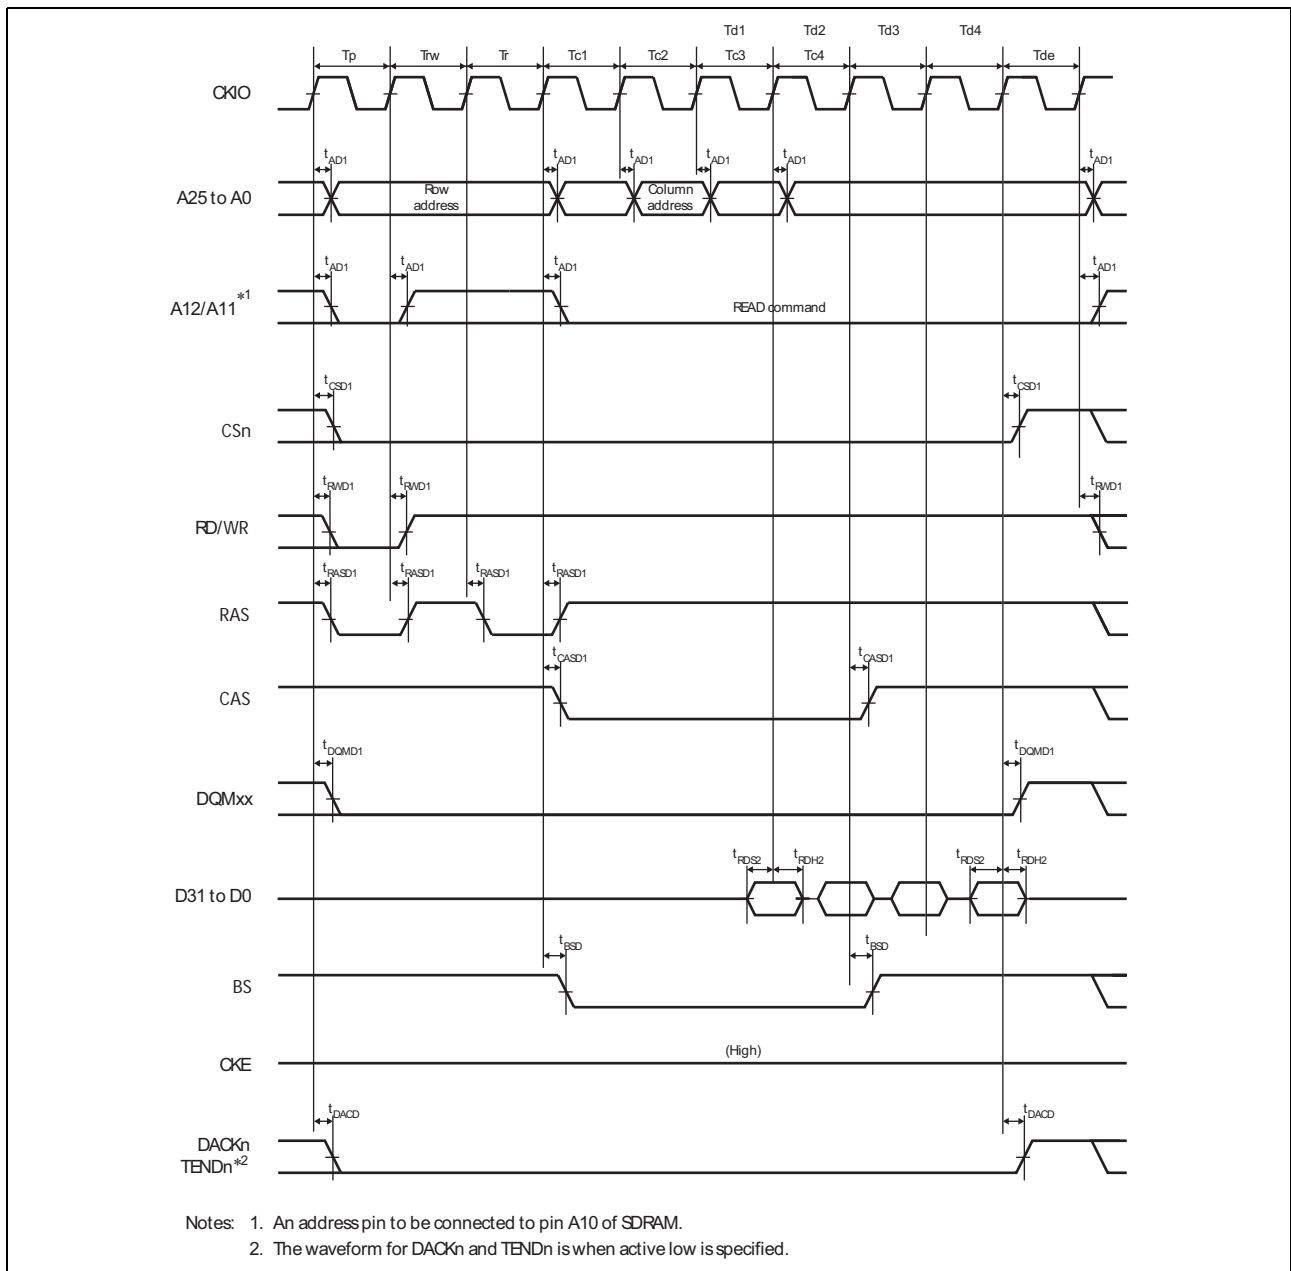 Td1 Td2 Td3 Td4
Tp Trw Tr Tc1 Tc2 Tc3 Tc4 Tde
CKIO
tAD1 tAD1 tAD1 tAD1 tAD1 tAD1
A25 to A0 Row address Column address
tAD1 tAD1 tAD1 tAD1
A12/A11*1 READ command
tCSD1 tCSD1
CSn
tRWD1 tRWD1 tRWD1
RD/WR
tRASD1 tRASD1 tRASD1 tRASD1
RAS
tCASD1 tCASD1
CAS
tDQMD1 tDQMD1
DQMxx
tRDS2 tRDH2 tRDS2 tRDH2
D31 to D0
tBSD tBSD
BS
(High)
CKE
tDACD tDACD
DACKn
TENDn*2
Notes: 1. An address pin to be connected to pin A10 of SDRAM.
2. The waveform for DACKn and TENDn is when active low is specified.